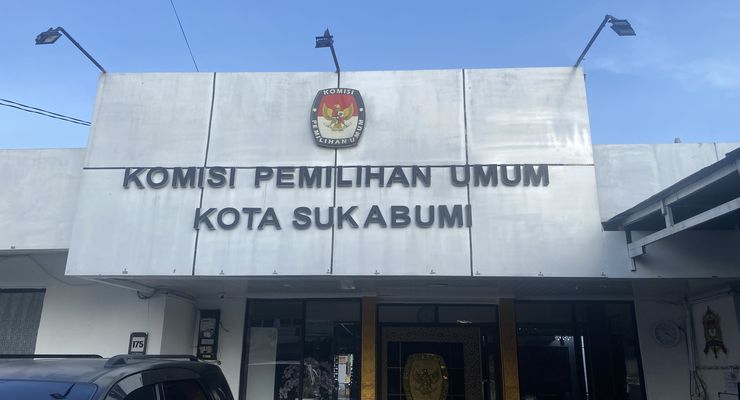 KOMISI
PEMILIHAN UMUM
KOMISI PEMILIHAN UMUM
KOTA SUKABUMI
175